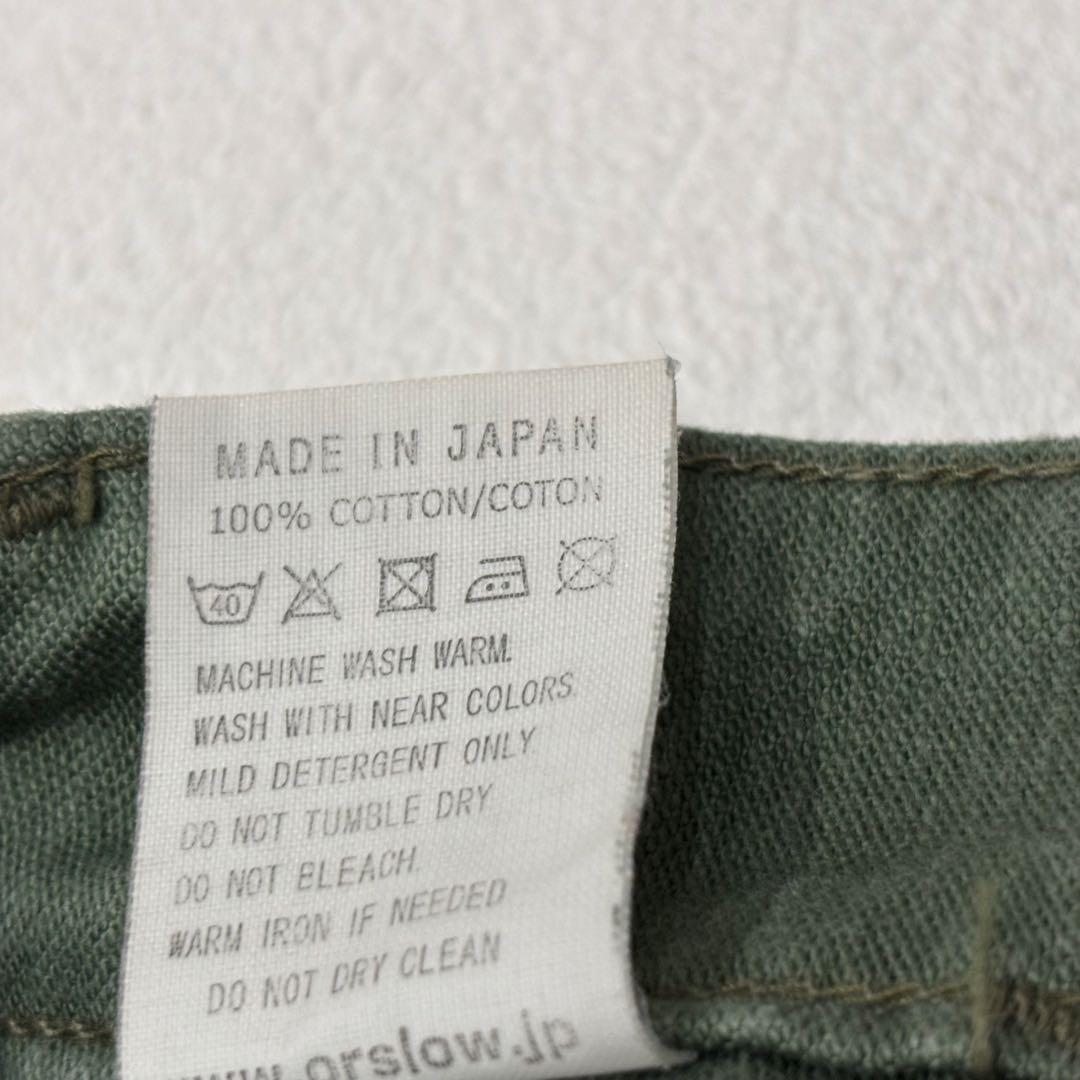 MADE IN JAPAN
100% COTTON/COTON
40
MACHINE WASH WARM.
WASH WITH NEAR COLORS.
MILD DETERGENT ONLY.
DO NOT TUMBLE DRY
DO NOT BLEACH.
WARM IRON IF NEEDED
DO NOT DRY CLEAN
www.orslow.jp